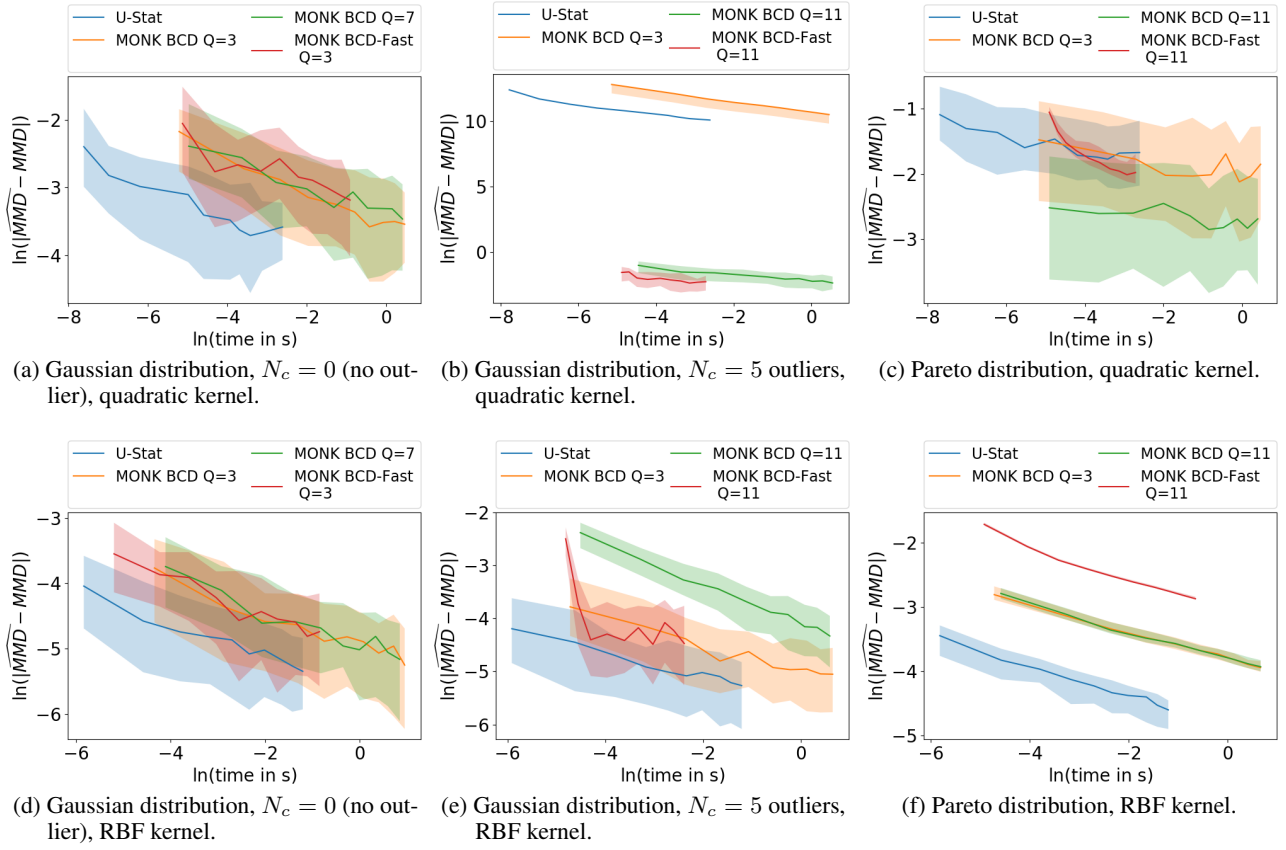 U-Stat
MONK BCD Q=3
MONK BCD Q=7
MONK BCD-Fast
Q=3
ln(|MMD − MMD|)
−2
−3
−4
−8 −6 −4 −2 0
ln(time in s)
(a) Gaussian distribution, N_c = 0 (no out-
lier), quadratic kernel.
U-Stat
MONK BCD Q=3
MONK BCD Q=11
MONK BCD-Fast
Q=11
ln(|MMD − MMD|)
10
5
0
−8 −6 −4 −2 0
ln(time in s)
(b) Gaussian distribution, N_c = 5 outliers,
quadratic kernel.
U-Stat
MONK BCD Q=3
MONK BCD Q=11
MONK BCD-Fast
Q=11
ln(|MMD − MMD|)
−1
−2
−3
−8 −6 −4 −2 0
ln(time in s)
(c) Pareto distribution, quadratic kernel.
U-Stat
MONK BCD Q=3
MONK BCD Q=7
MONK BCD-Fast
Q=3
ln(|MMD − MMD|)
−3
−4
−5
−6
−6 −4 −2 0
ln(time in s)
(d) Gaussian distribution, N_c = 0 (no out-
lier), RBF kernel.
U-Stat
MONK BCD Q=3
MONK BCD Q=11
MONK BCD-Fast
Q=11
ln(|MMD − MMD|)
−2
−3
−4
−5
−6
−6 −4 −2 0
ln(time in s)
(e) Gaussian distribution, N_c = 5 outliers,
RBF kernel.
U-Stat
MONK BCD Q=3
MONK BCD Q=11
MONK BCD-Fast
Q=11
ln(|MMD − MMD|)
−2
−3
−4
−5
−6 −4 −2 0
ln(time in s)
(f) Pareto distribution, RBF kernel.